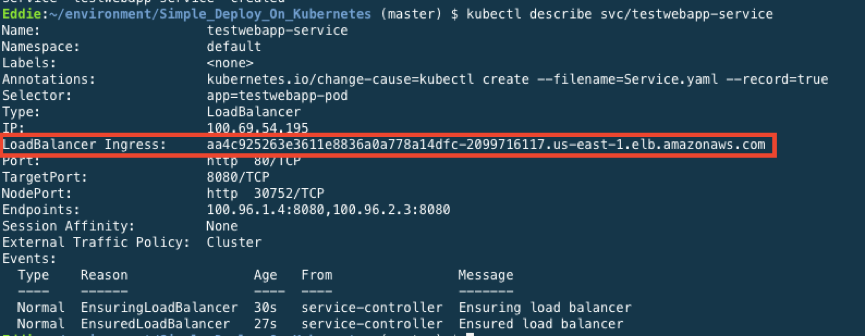 Eddie:~/environment/Simple_Deploy_On_Kubernetes (master) $ kubectl describe svc/testwebapp-service
Name: testwebapp-service
Namespace: default
Labels: <none>
Annotations: kubernetes.io/change-cause=kubectl create --filename=Service.yaml --record=true
Selector: app=testwebapp-pod
Type: LoadBalancer
IP: 100.69.54.195
LoadBalancer Ingress: aa4c925263e3611e8836a0a778a14dfc-2099716117.us-east-1.elb.amazonaws.com
Port: http 80/TCP
TargetPort: 8080/TCP
NodePort: http 30752/TCP
Endpoints: 100.96.1.4:8080,100.96.2.3:8080
Session Affinity: None
External Traffic Policy: Cluster
Events:
Type Reason Age From Message
---- ------ ---- ---- -------
Normal EnsuringLoadBalancer 30s service-controller Ensuring load balancer
Normal EnsuredLoadBalancer 27s service-controller Ensured load balancer